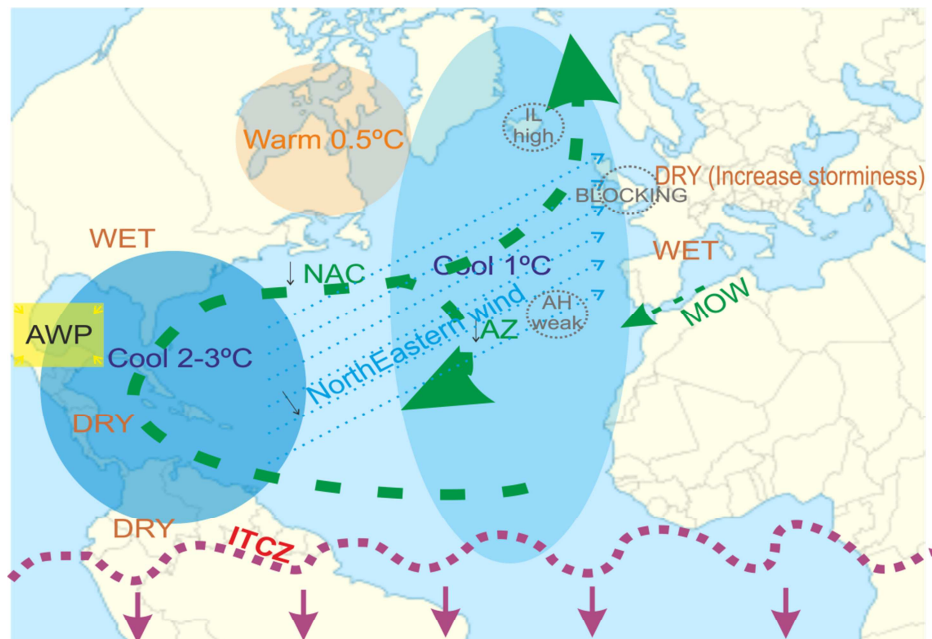 IL
high
Warm 0.5ºC
DRY (Increase storminess)
BLOCKING
WET
WET
NAC
Cool 1ºC
MOW
AH
weak
AZ
AWP
Cool 2-3ºC
NorthEastern wind
DRY
DRY
ITCZ